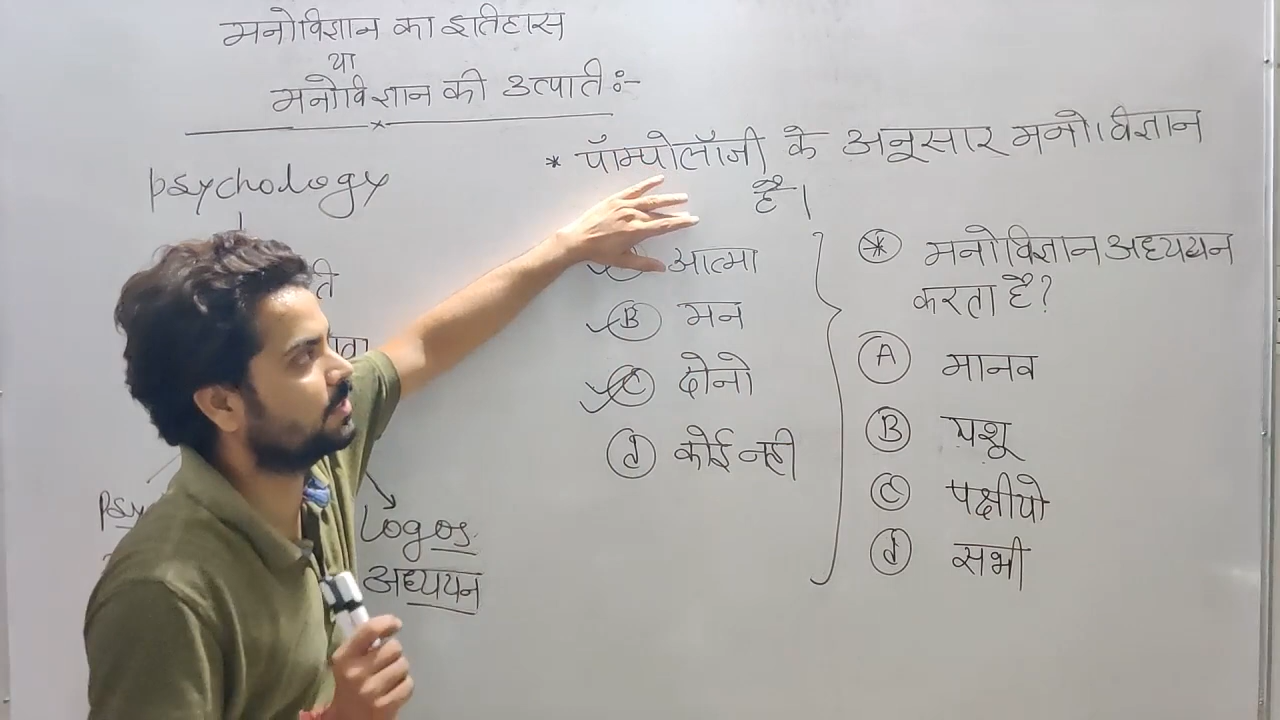 मनोविज्ञान का इतिहास
या
मनोविज्ञान की उत्पाती :-
psychology
* पॉम्पोलॉजी के अनुसार मनोविज्ञान
है।
आत्मा
B मन
C दोनो
d कोई नही
* मनोविज्ञान अध्ययन
करता है?
A मानव
B पशू
C पक्षीयो
d सभी
Logos
अध्ययन